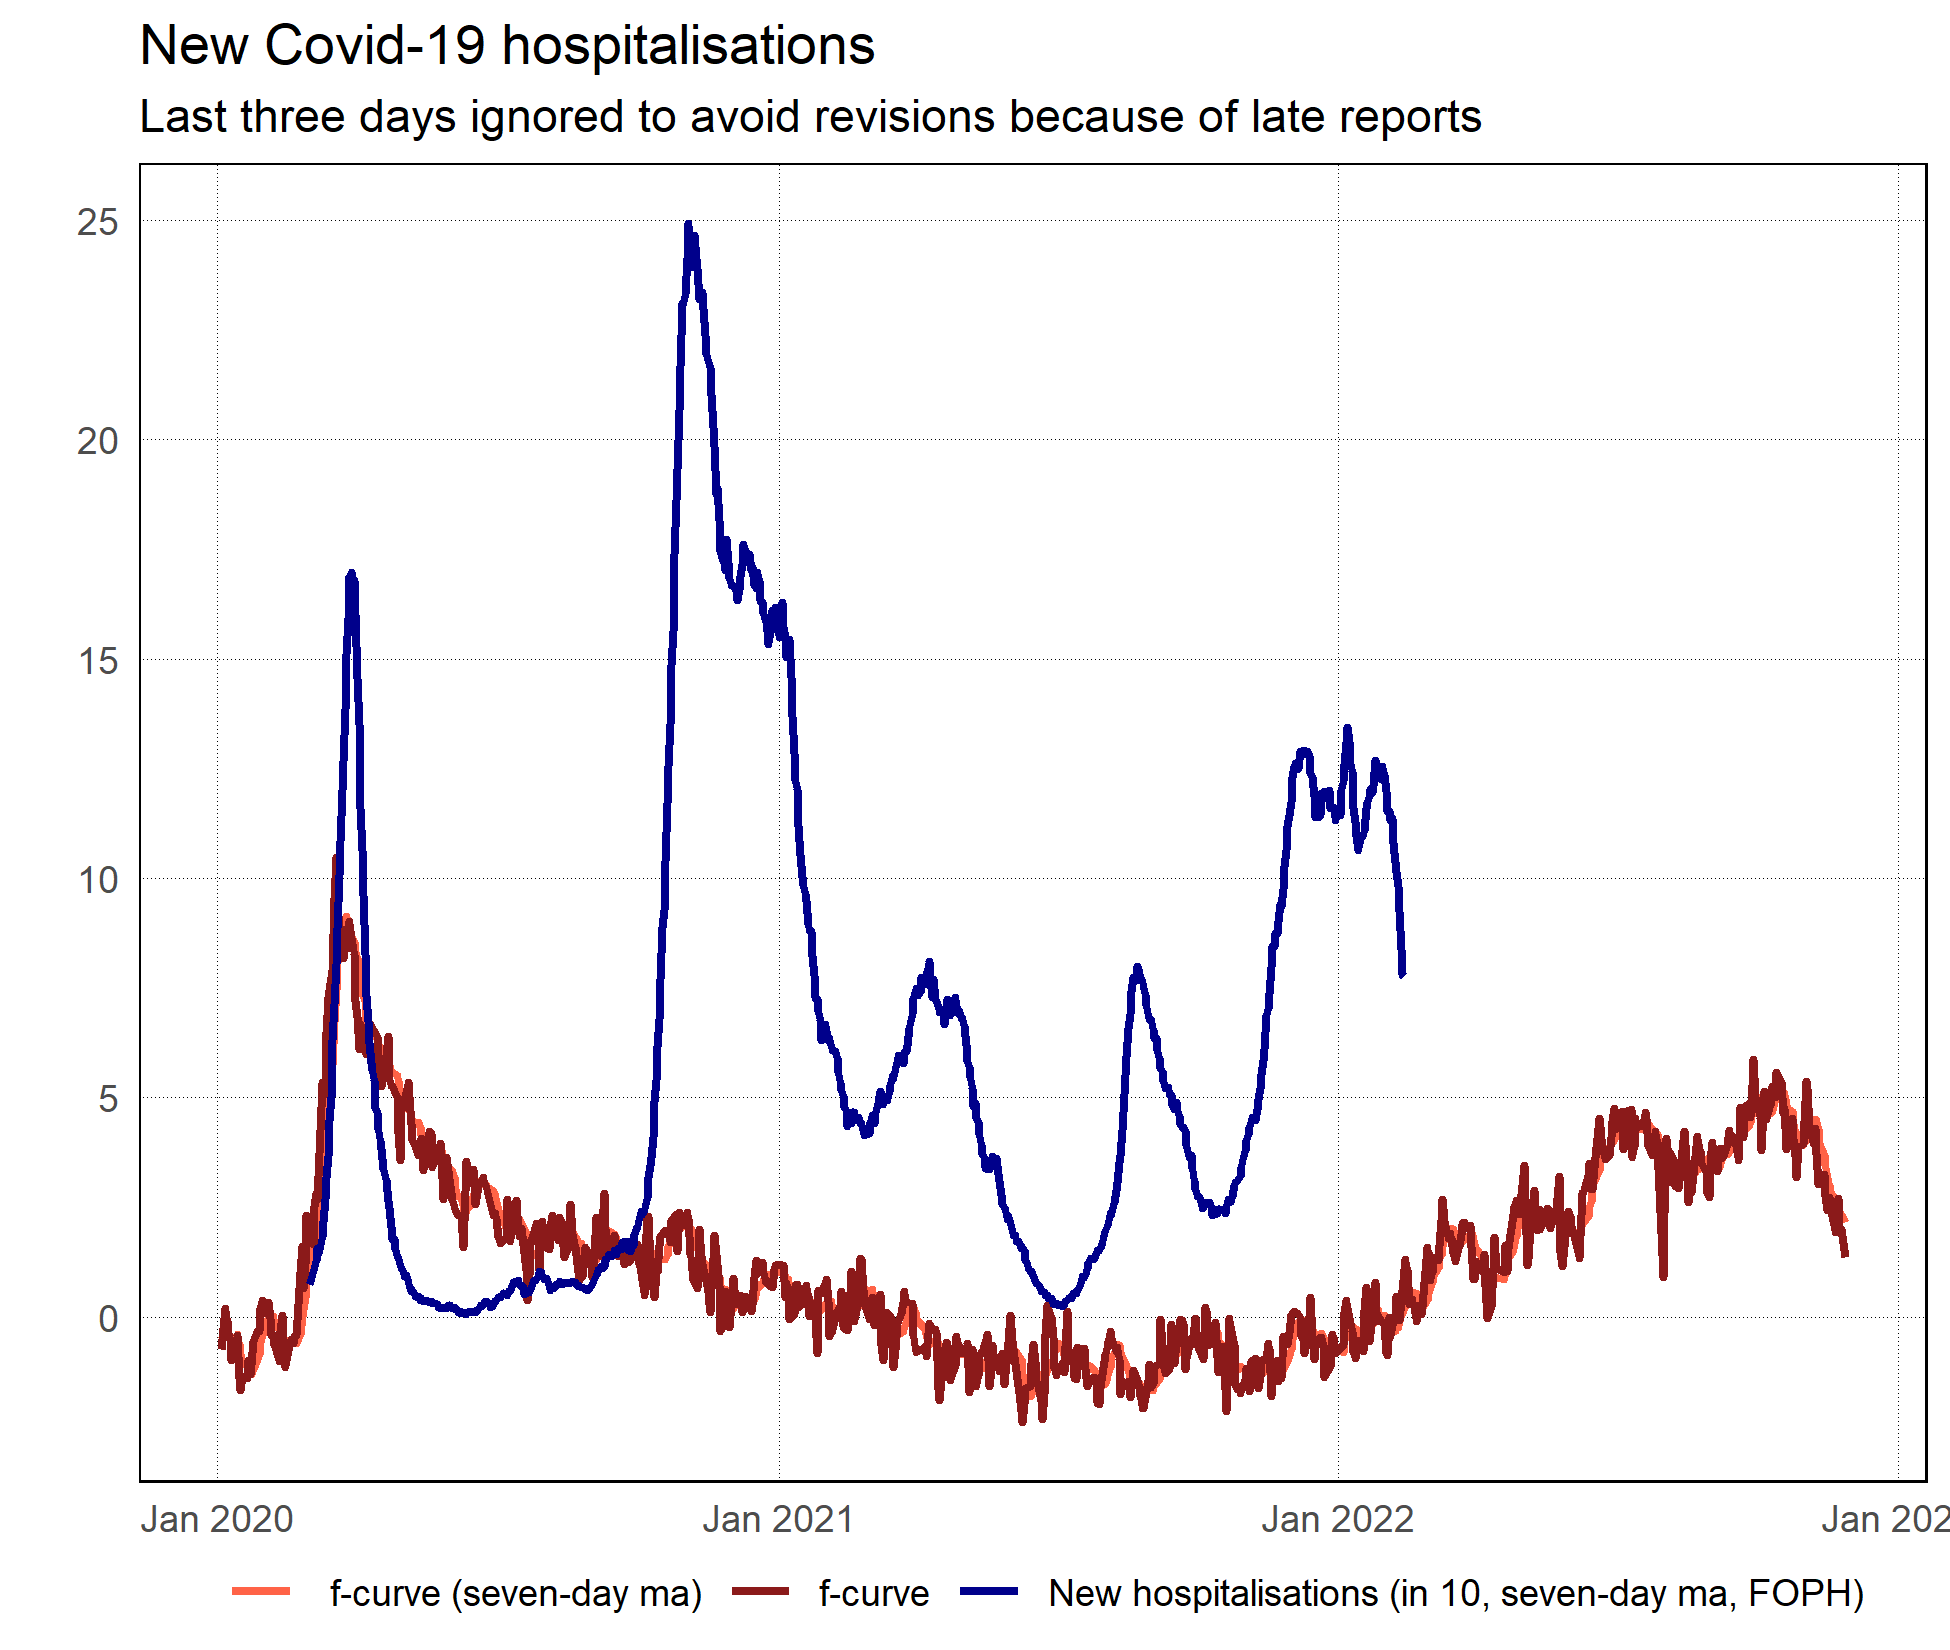 New Covid-19 hospitalisations
Last three days ignored to avoid revisions because of late reports
25
20
15
10
5
0
Jan 2020 Jan 2021 Jan 2022 Jan 202
f-curve (seven-day ma) f-curve New hospitalisations (in 10, seven-day ma, FOPH)